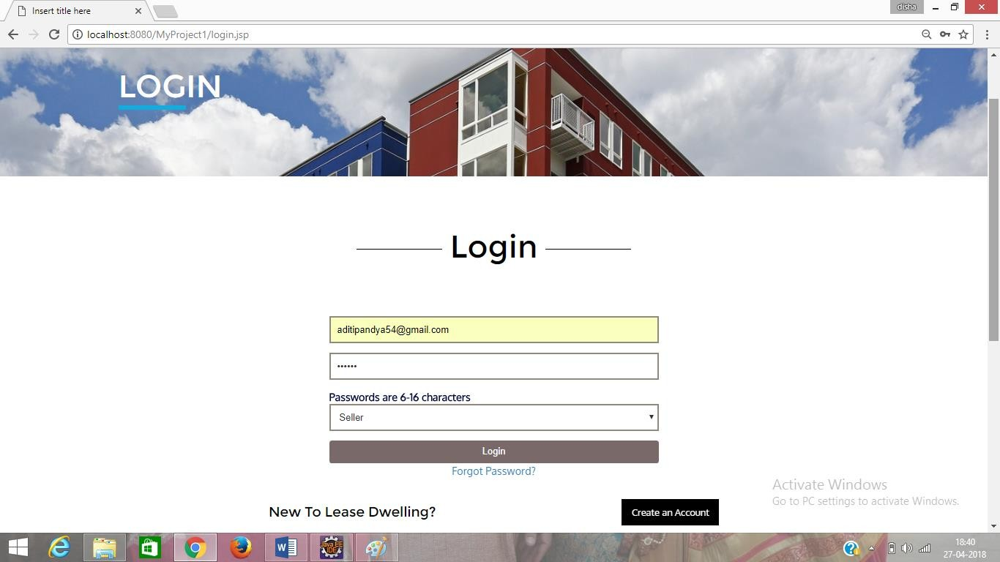 Insert title here
disha
localhost:8080/MyProject1/login.jsp
LOGIN
Login
aditipandya54@gmail.com
••••••
Passwords are 6-16 characters
Seller
Login
Forgot Password?
Activate Windows
Go to PC settings to activate Windows.
New To Lease Dwelling?
Create an Account
Java EE
IDE
18:40
27-04-2018